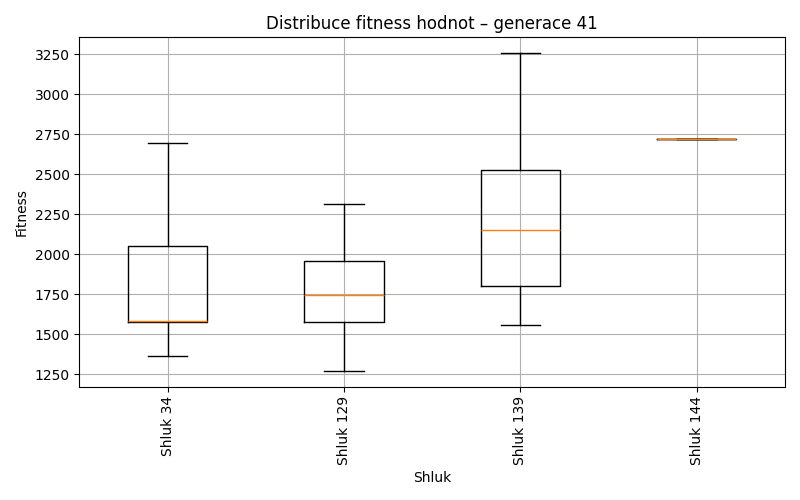 Distribuce fitness hodnot – generace 41
Fitness
3250
3000
2750
2500
2250
2000
1750
1500
1250
Shluk 34
Shluk 129
Shluk 139
Shluk 144
Shluk